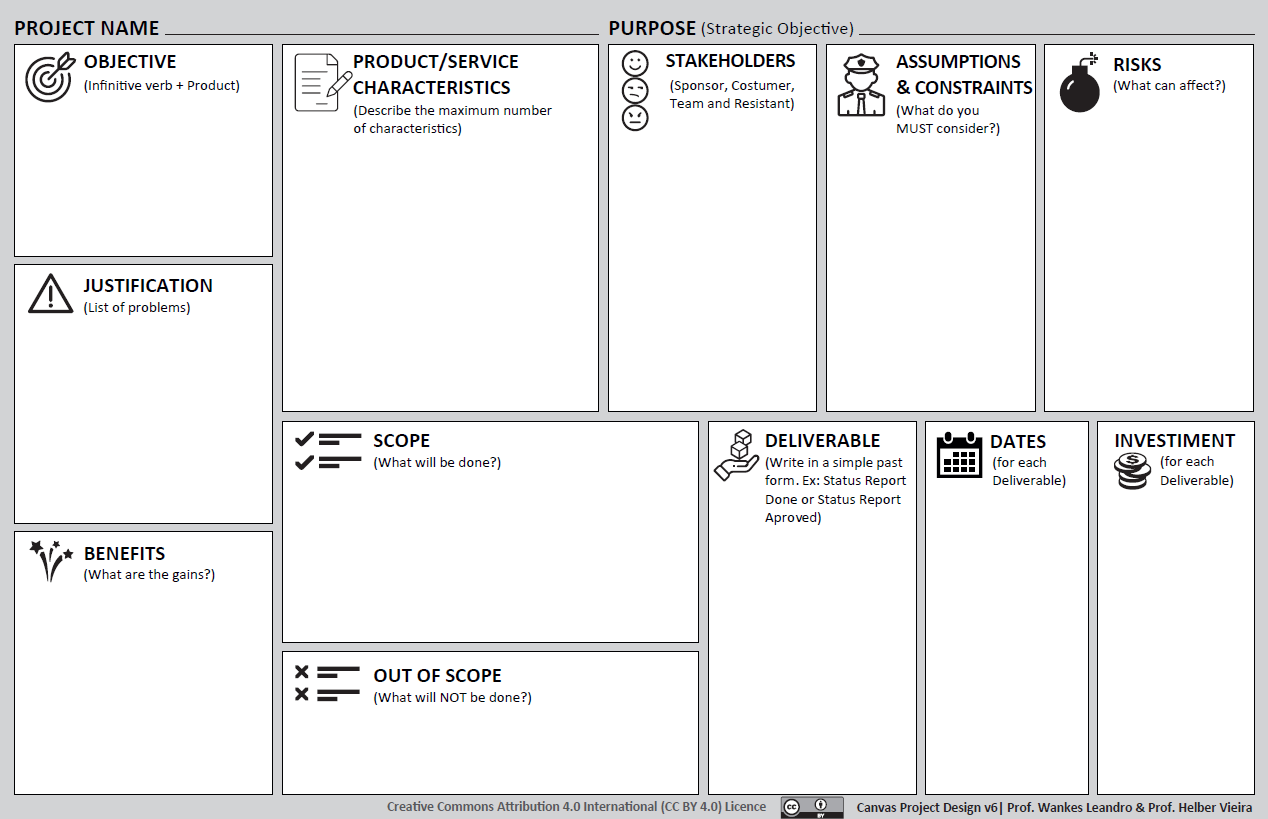 PROJECT NAME
PURPOSE (Strategic Objective)
OBJECTIVE
(Infinitive verb + Product)
PRODUCT/SERVICE
CHARACTERISTICS
(Describe the maximum number
of characteristics)
STAKEHOLDERS
(Sponsor, Costumer,
Team and Resistant)
ASSUMPTIONS
& CONSTRAINTS
(What do you
MUST consider?)
RISKS
(What can affect?)
JUSTIFICATION
(List of problems)
BENEFITS
(What are the gains?)
SCOPE
(What will be done?)
OUT OF SCOPE
(What will NOT be done?)
DELIVERABLE
(Write in a simple past
form. Ex: Status Report
Done or Status Report
Aproved)
DATES
(for each
Deliverable)
INVESTIMENT
$
(for each
Deliverable)
Creative Commons Attribution 4.0 International (CC BY 4.0) Licence
cc
BY
Canvas Project Design v6| Prof. Wankes Leandro & Prof. Helber Vieira